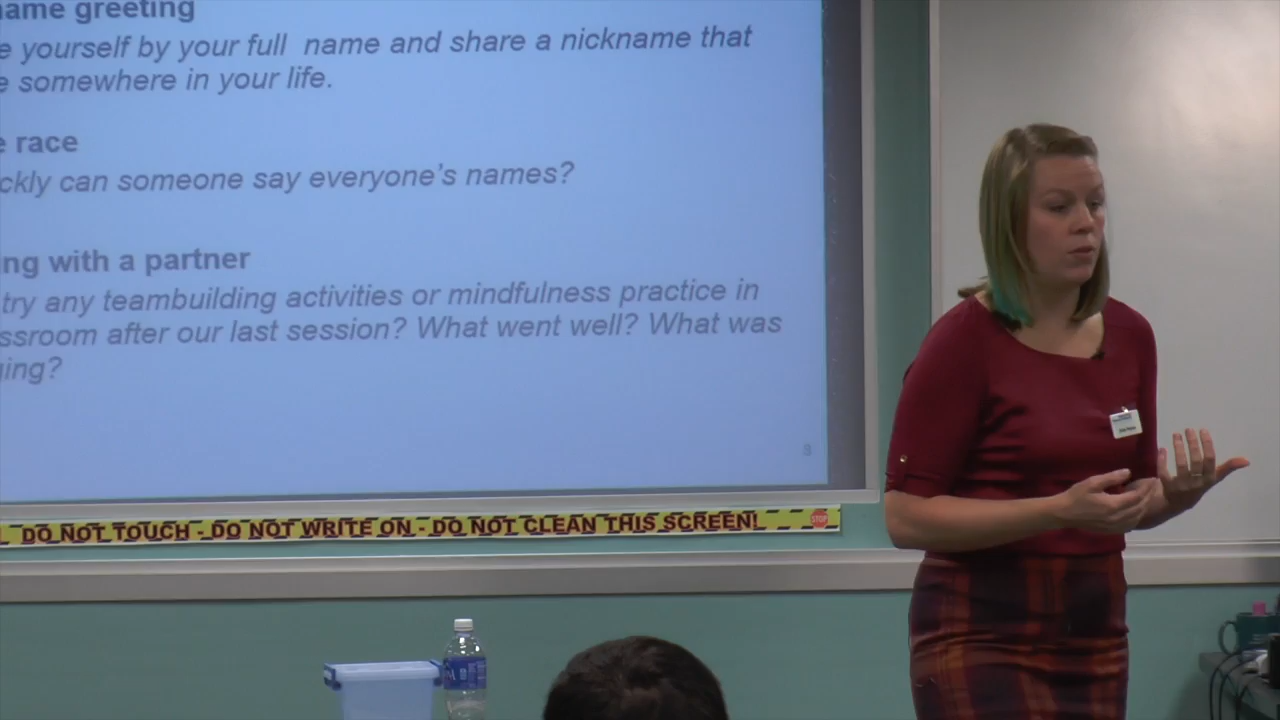 name greeting
e yourself by your full name and share a nickname that
e somewhere in your life.
e race
ckly can someone say everyone's names?
ng with a partner
try any teambuilding activities or mindfulness practice in
ssroom after our last session? What went well? What was
ging?
3
DO NOT TOUCH - DO NOT WRITE ON - DO NOT CLEAN THIS SCREEN!
STOP